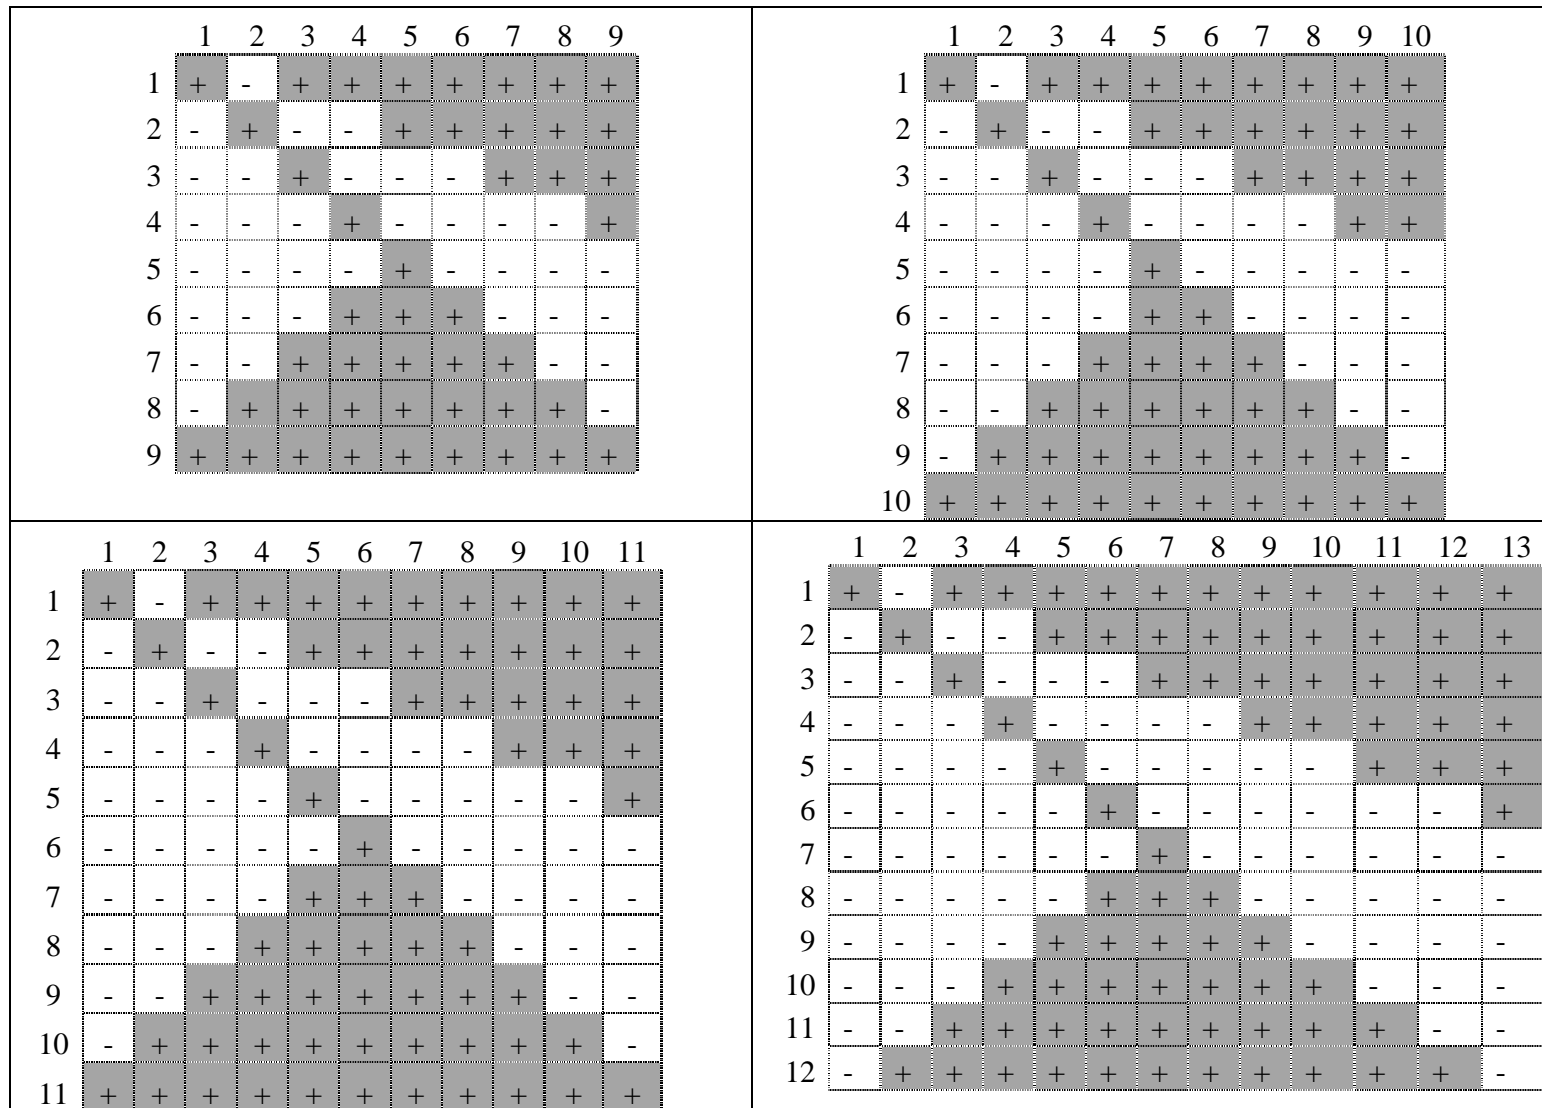 1 2 3 4 5 6 7 8 9
1 + - + + + + + + +
2 - + - - + + + + +
3 - - + - - - + + +
4 - - - + - - - - +
5 - - - - + - - - -
6 - - - + + + - - -
7 - - + + + + + - -
8 - + + + + + + + -
9 + + + + + + + + +
1 2 3 4 5 6 7 8 9 10
1 + - + + + + + + + +
2 - + - - + + + + + +
3 - - + - - - + + + +
4 - - - + - - - - + +
5 - - - - + - - - - -
6 - - - - + + - - - -
7 - - - + + + + - - -
8 - - + + + + + + - -
9 - + + + + + + + + -
10 + + + + + + + + + +
1 2 3 4 5 6 7 8 9 10 11
1 + - + + + + + + + + +
2 - + - - + + + + + + +
3 - - + - - - + + + + +
4 - - - + - - - - + + +
5 - - - - + - - - - - +
6 - - - - - + - - - - -
7 - - - - + + + - - - -
8 - - - + + + + + - - -
9 - - + + + + + + + - -
10 - + + + + + + + + + -
11 + + + + + + + + + + +
1 2 3 4 5 6 7 8 9 10 11 12 13
1 + - + + + + + + + + + + +
2 - + - - + + + + + + + + +
3 - - + - - - + + + + + + +
4 - - - + - - - - + + + + +
5 - - - - + - - - - - + + +
6 - - - - - + - - - - - - +
7 - - - - - - + - - - - - -
8 - - - - - + + + - - - - -
9 - - - - + + + + + - - - -
10 - - - + + + + + + + - - -
11 - - + + + + + + + + + - -
12 - + + + + + + + + + + + -